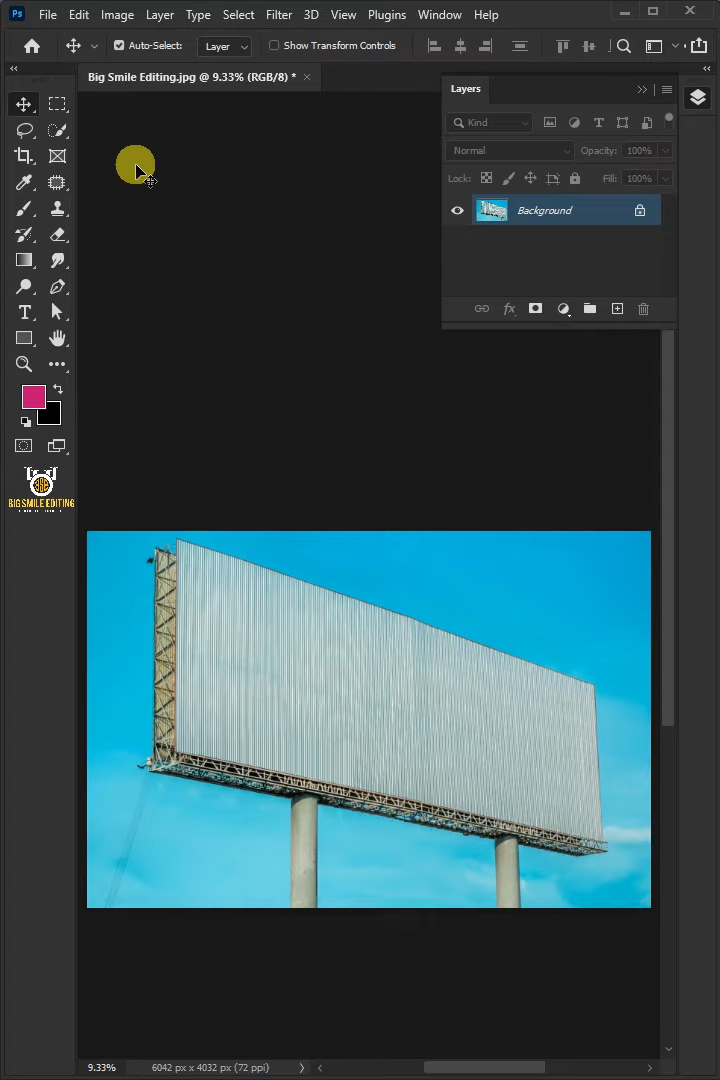 Ps File Edit Image Layer Type Select Filter 3D View Plugins Window Help
Auto-Select: Layer Show Transform Controls
Big Smile Editing.jpg @ 9.33% (RGB/8) *
Layers
Kind
Normal Opacity: 100%
Lock: Fill: 100%
Background
BIG SMILE EDITING
9.33% 6042 px x 4032 px (72 ppi)